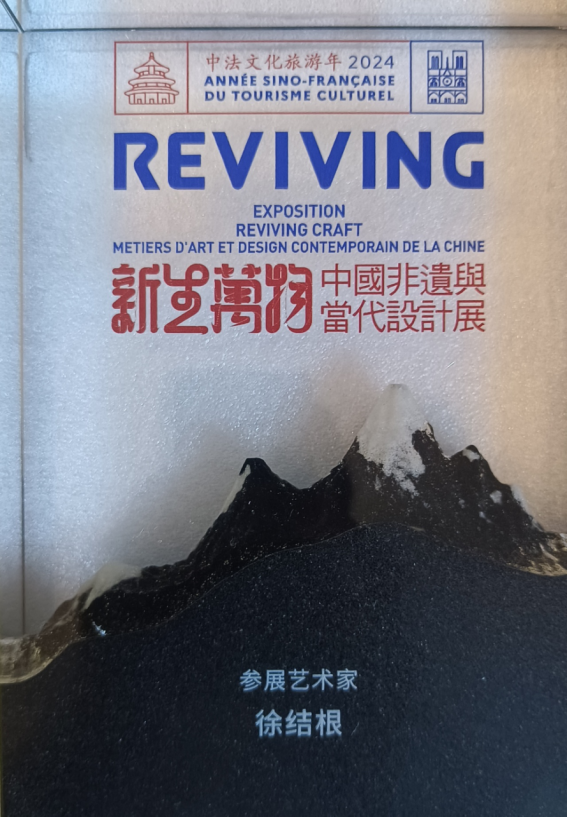 中法文化旅游年 2024
ANNÉE SINO-FRANÇAISE
DU TOURISME CULTUREL
REVIVING
EXPOSITION
REVIVING CRAFT
METIERS D'ART ET DESIGN CONTEMPORAIN DE LA CHINE
新生萬物
中國非遺與
當代設計展
参展艺术家
徐结根